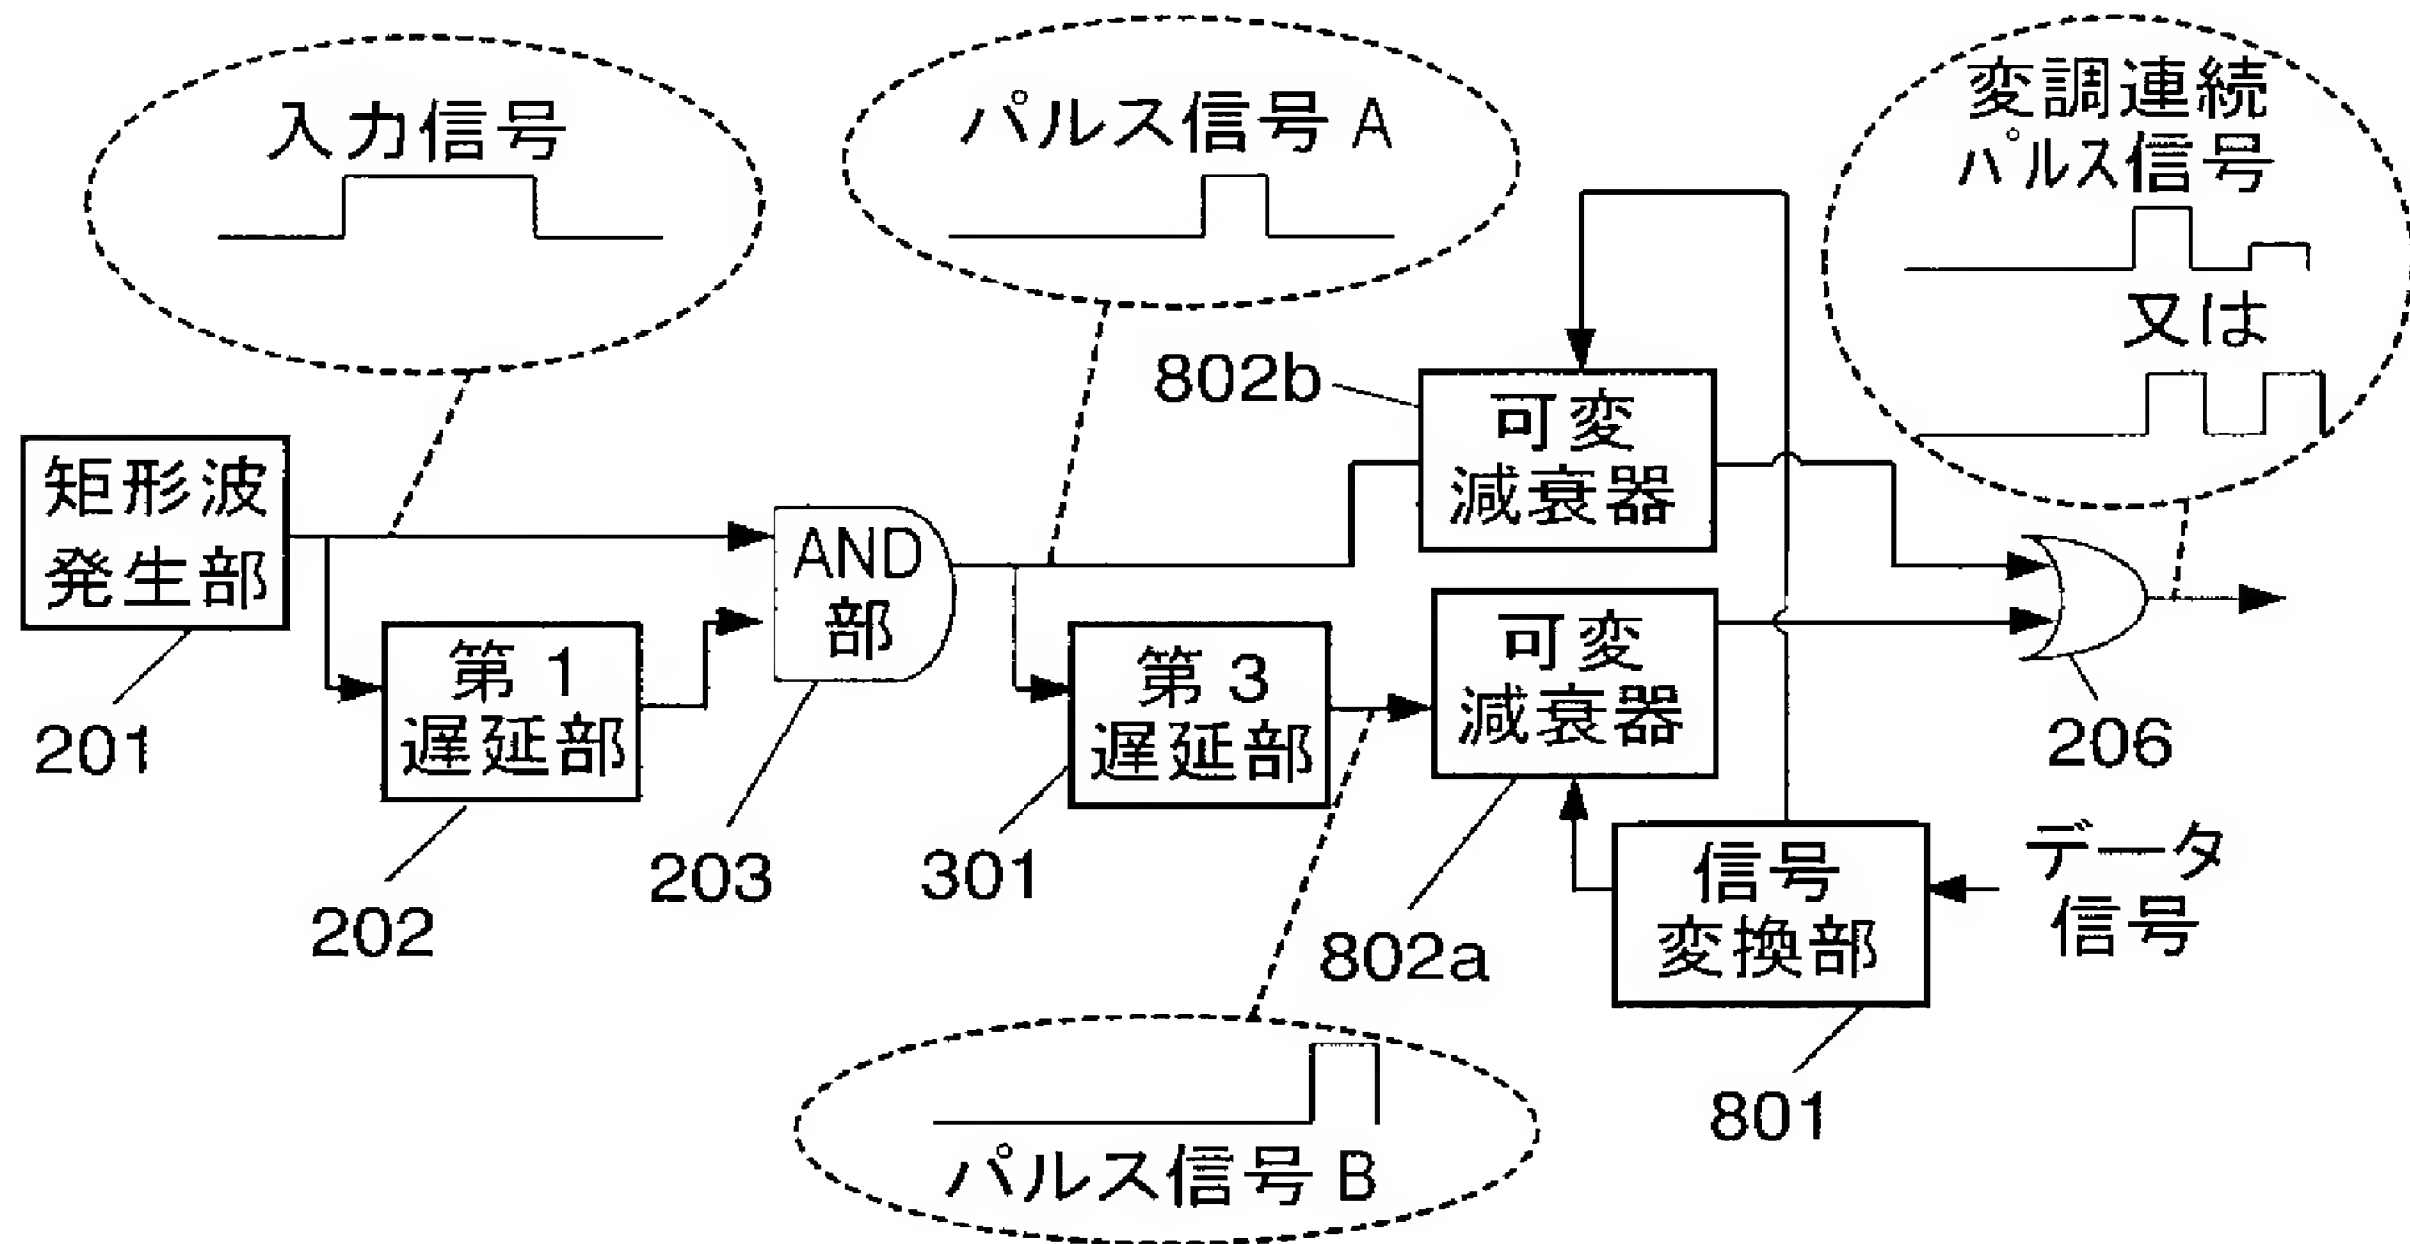 入力信号
パルス信号 A
変調連続
パルス信号
又は
802b
可変
減衰器
矩形波
発生部
AND
部
第 1
遅延部
第 3
遅延部
可変
減衰器
201
202
203
301
802a
206
信号
変換部
データ
信号
801
パルス信号 B